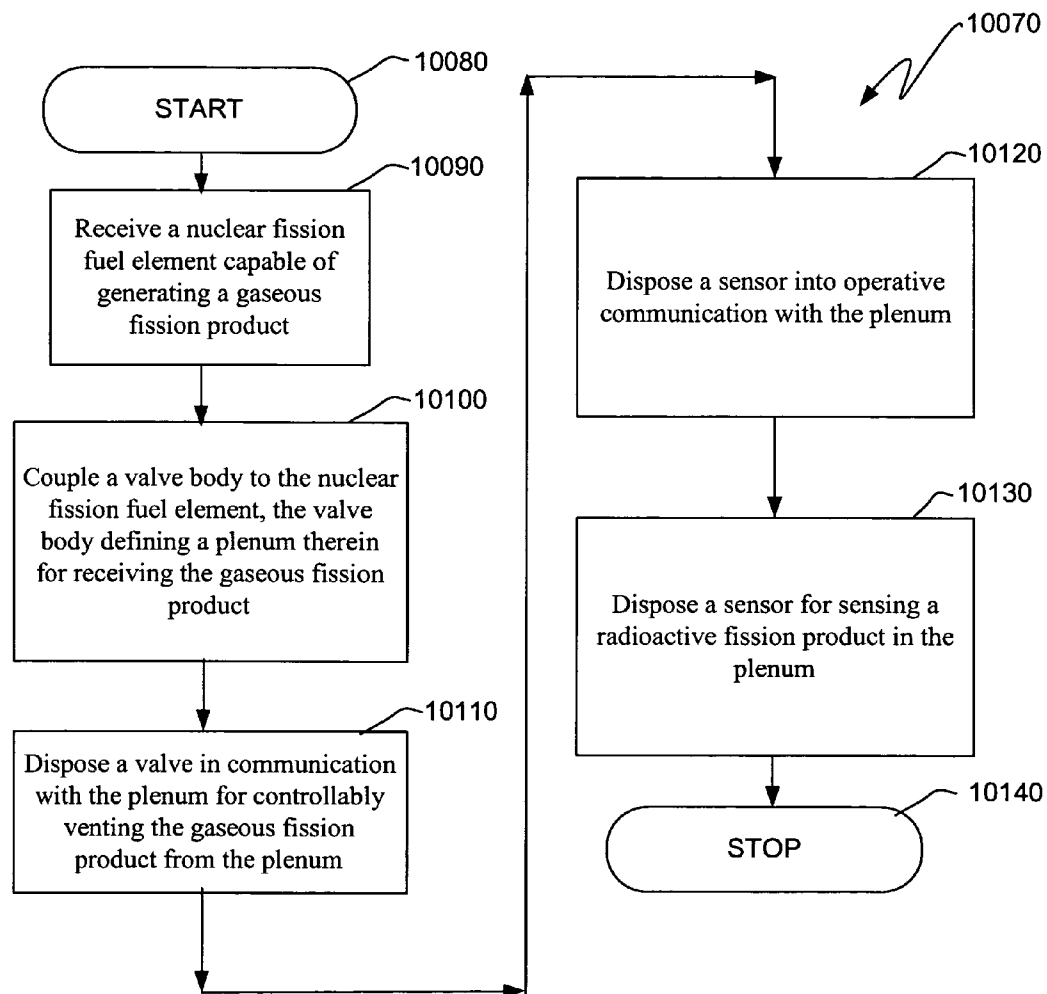 10080
START
10090
Receive a nuclear fission
fuel element capable of
generating a gaseous
fission product
10100
Couple a valve body to the nuclear
fission fuel element, the valve
body defining a plenum therein
for receiving the gaseous fission
product
10110
Dispose a valve in communication
with the plenum for controllably
venting the gaseous fission
product from the plenum
10070
10120
Dispose a sensor into operative
communication with the plenum
10130
Dispose a sensor for sensing a
radioactive fission product in the
plenum
10140
STOP